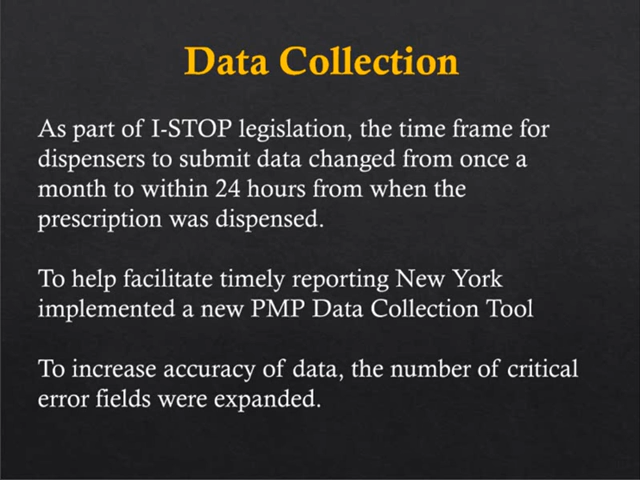 Data Collection
As part of I-STOP legislation, the time frame for
dispensers to submit data changed from once a
month to within 24 hours from when the
prescription was dispensed.
To help facilitate timely reporting New York
implemented a new PMP Data Collection Tool
To increase accuracy of data, the number of critical
error fields were expanded.